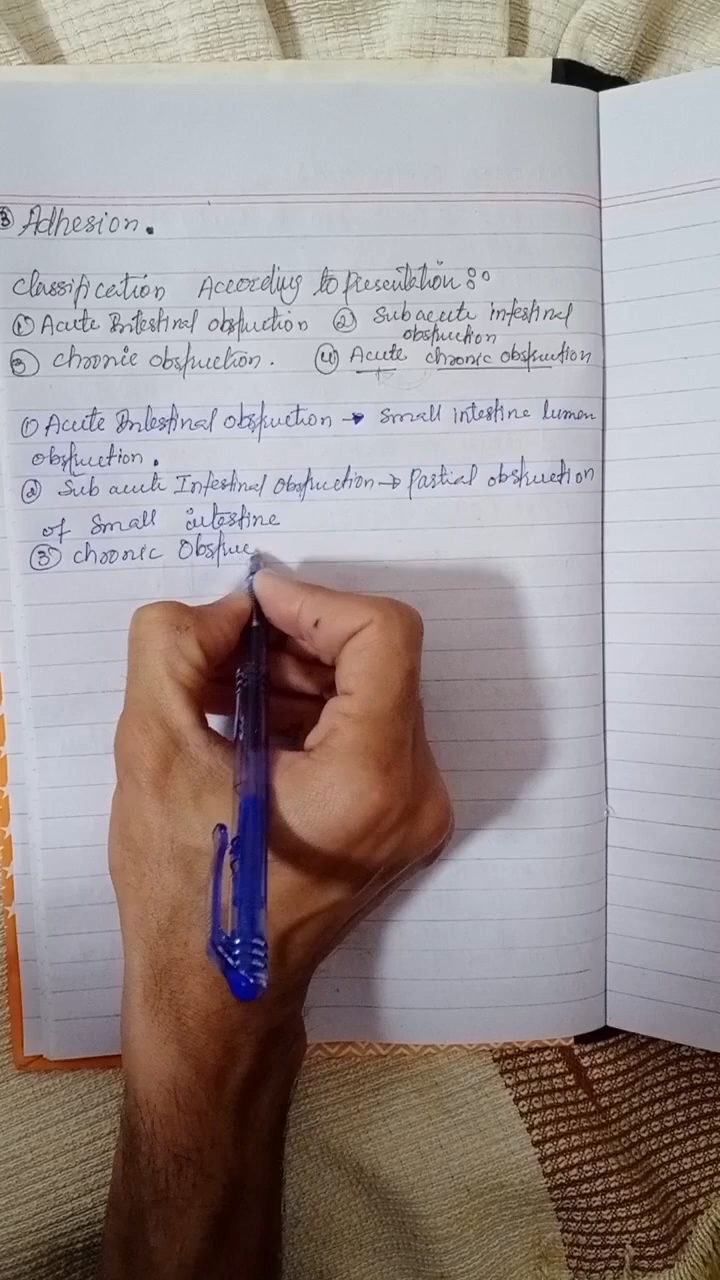 ③ Adhesion.
Classification According to Presentation :
① Acute Intestinal obstruction ② Subacute intestinal
obstruction
③ chronic obstruction. ④ Acute chronic obstruction
① Acute Intestinal obstruction → Small intestine lumen
obstruction.
② Sub acute Intestinal Obstruction → Partial obstruction
of Small intestine
③ chronic Obstruc